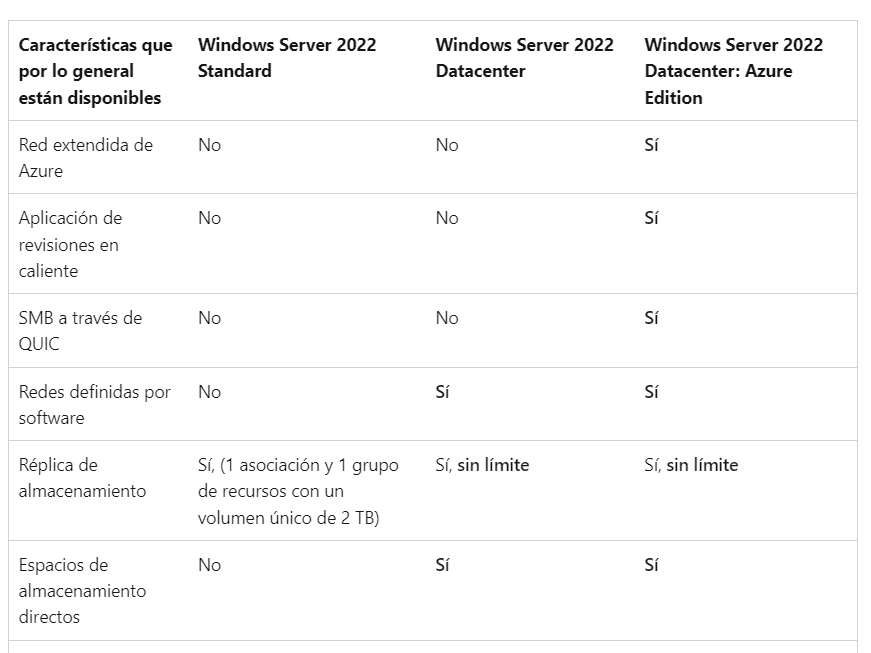 Características que
por lo general
están disponibles
Windows Server 2022
Standard
Windows Server 2022
Datacenter
Windows Server 2022
Datacenter: Azure
Edition
Red extendida de
Azure
No
No
Sí
Aplicación de
revisiones en
caliente
No
No
Sí
SMB a través de
QUIC
No
No
Sí
Redes definidas por
software
No
Sí
Sí
Réplica de
almacenamiento
Sí, (1 asociación y 1 grupo
de recursos con un
volumen único de 2 TB)
Sí, sin límite
Sí, sin límite
Espacios de
almacenamiento
directos
No
Sí
Sí